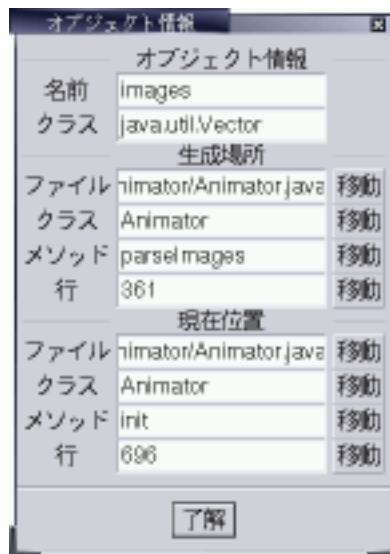 オブジェクト情報
オブジェクト情報
名前 images
クラス java.util.Vector
生成場所
ファイル nimator/Animator.java 移動
クラス Animator 移動
メソッド parseImages 移動
行 361 移動
現在位置
ファイル nimator/Animator.java 移動
クラス Animator 移動
メソッド init 移動
行 696 移動
了解